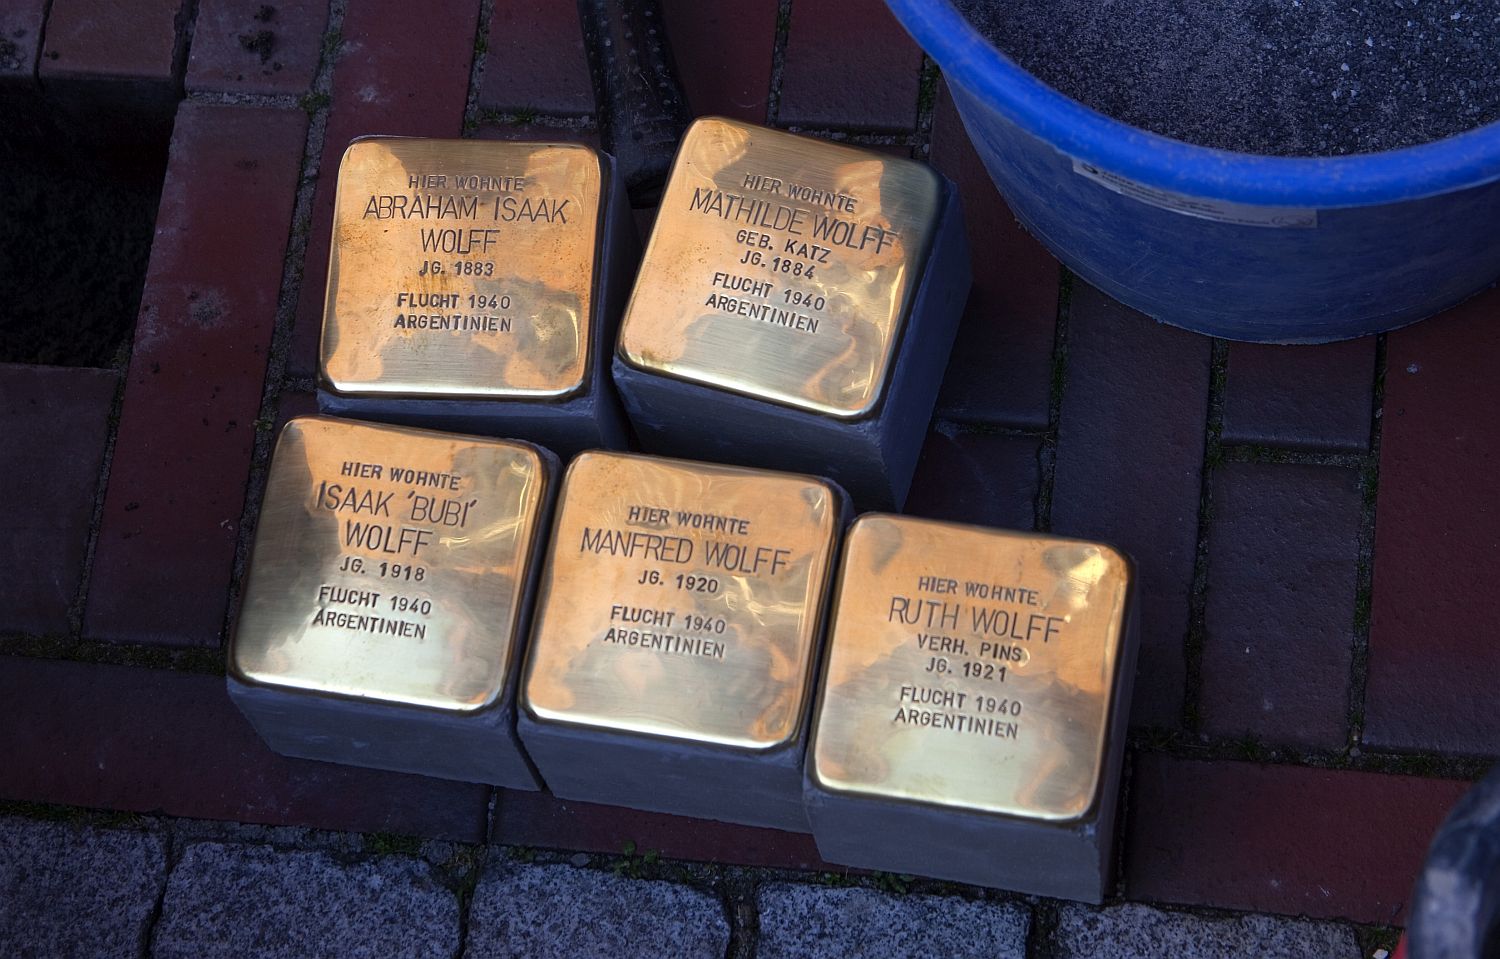 HIER WOHNTE
ABRAHAM ISAAK
WOLFF
JG. 1883
FLUCHT 1940
ARGENTINIEN
HIER WOHNTE
MATHILDE WOLFF
GEB. KATZ
JG. 1884
FLUCHT 1940
ARGENTINIEN
HIER WOHNTE
ISAAK 'BUBI'
WOLFF
JG. 1918
FLUCHT 1940
ARGENTINIEN
HIER WOHNTE
MANFRED WOLFF
JG. 1920
FLUCHT 1940
ARGENTINIEN
HIER WOHNTE
RUTH WOLFF
VERH. PINS
JG. 1921
FLUCHT 1940
ARGENTINIEN